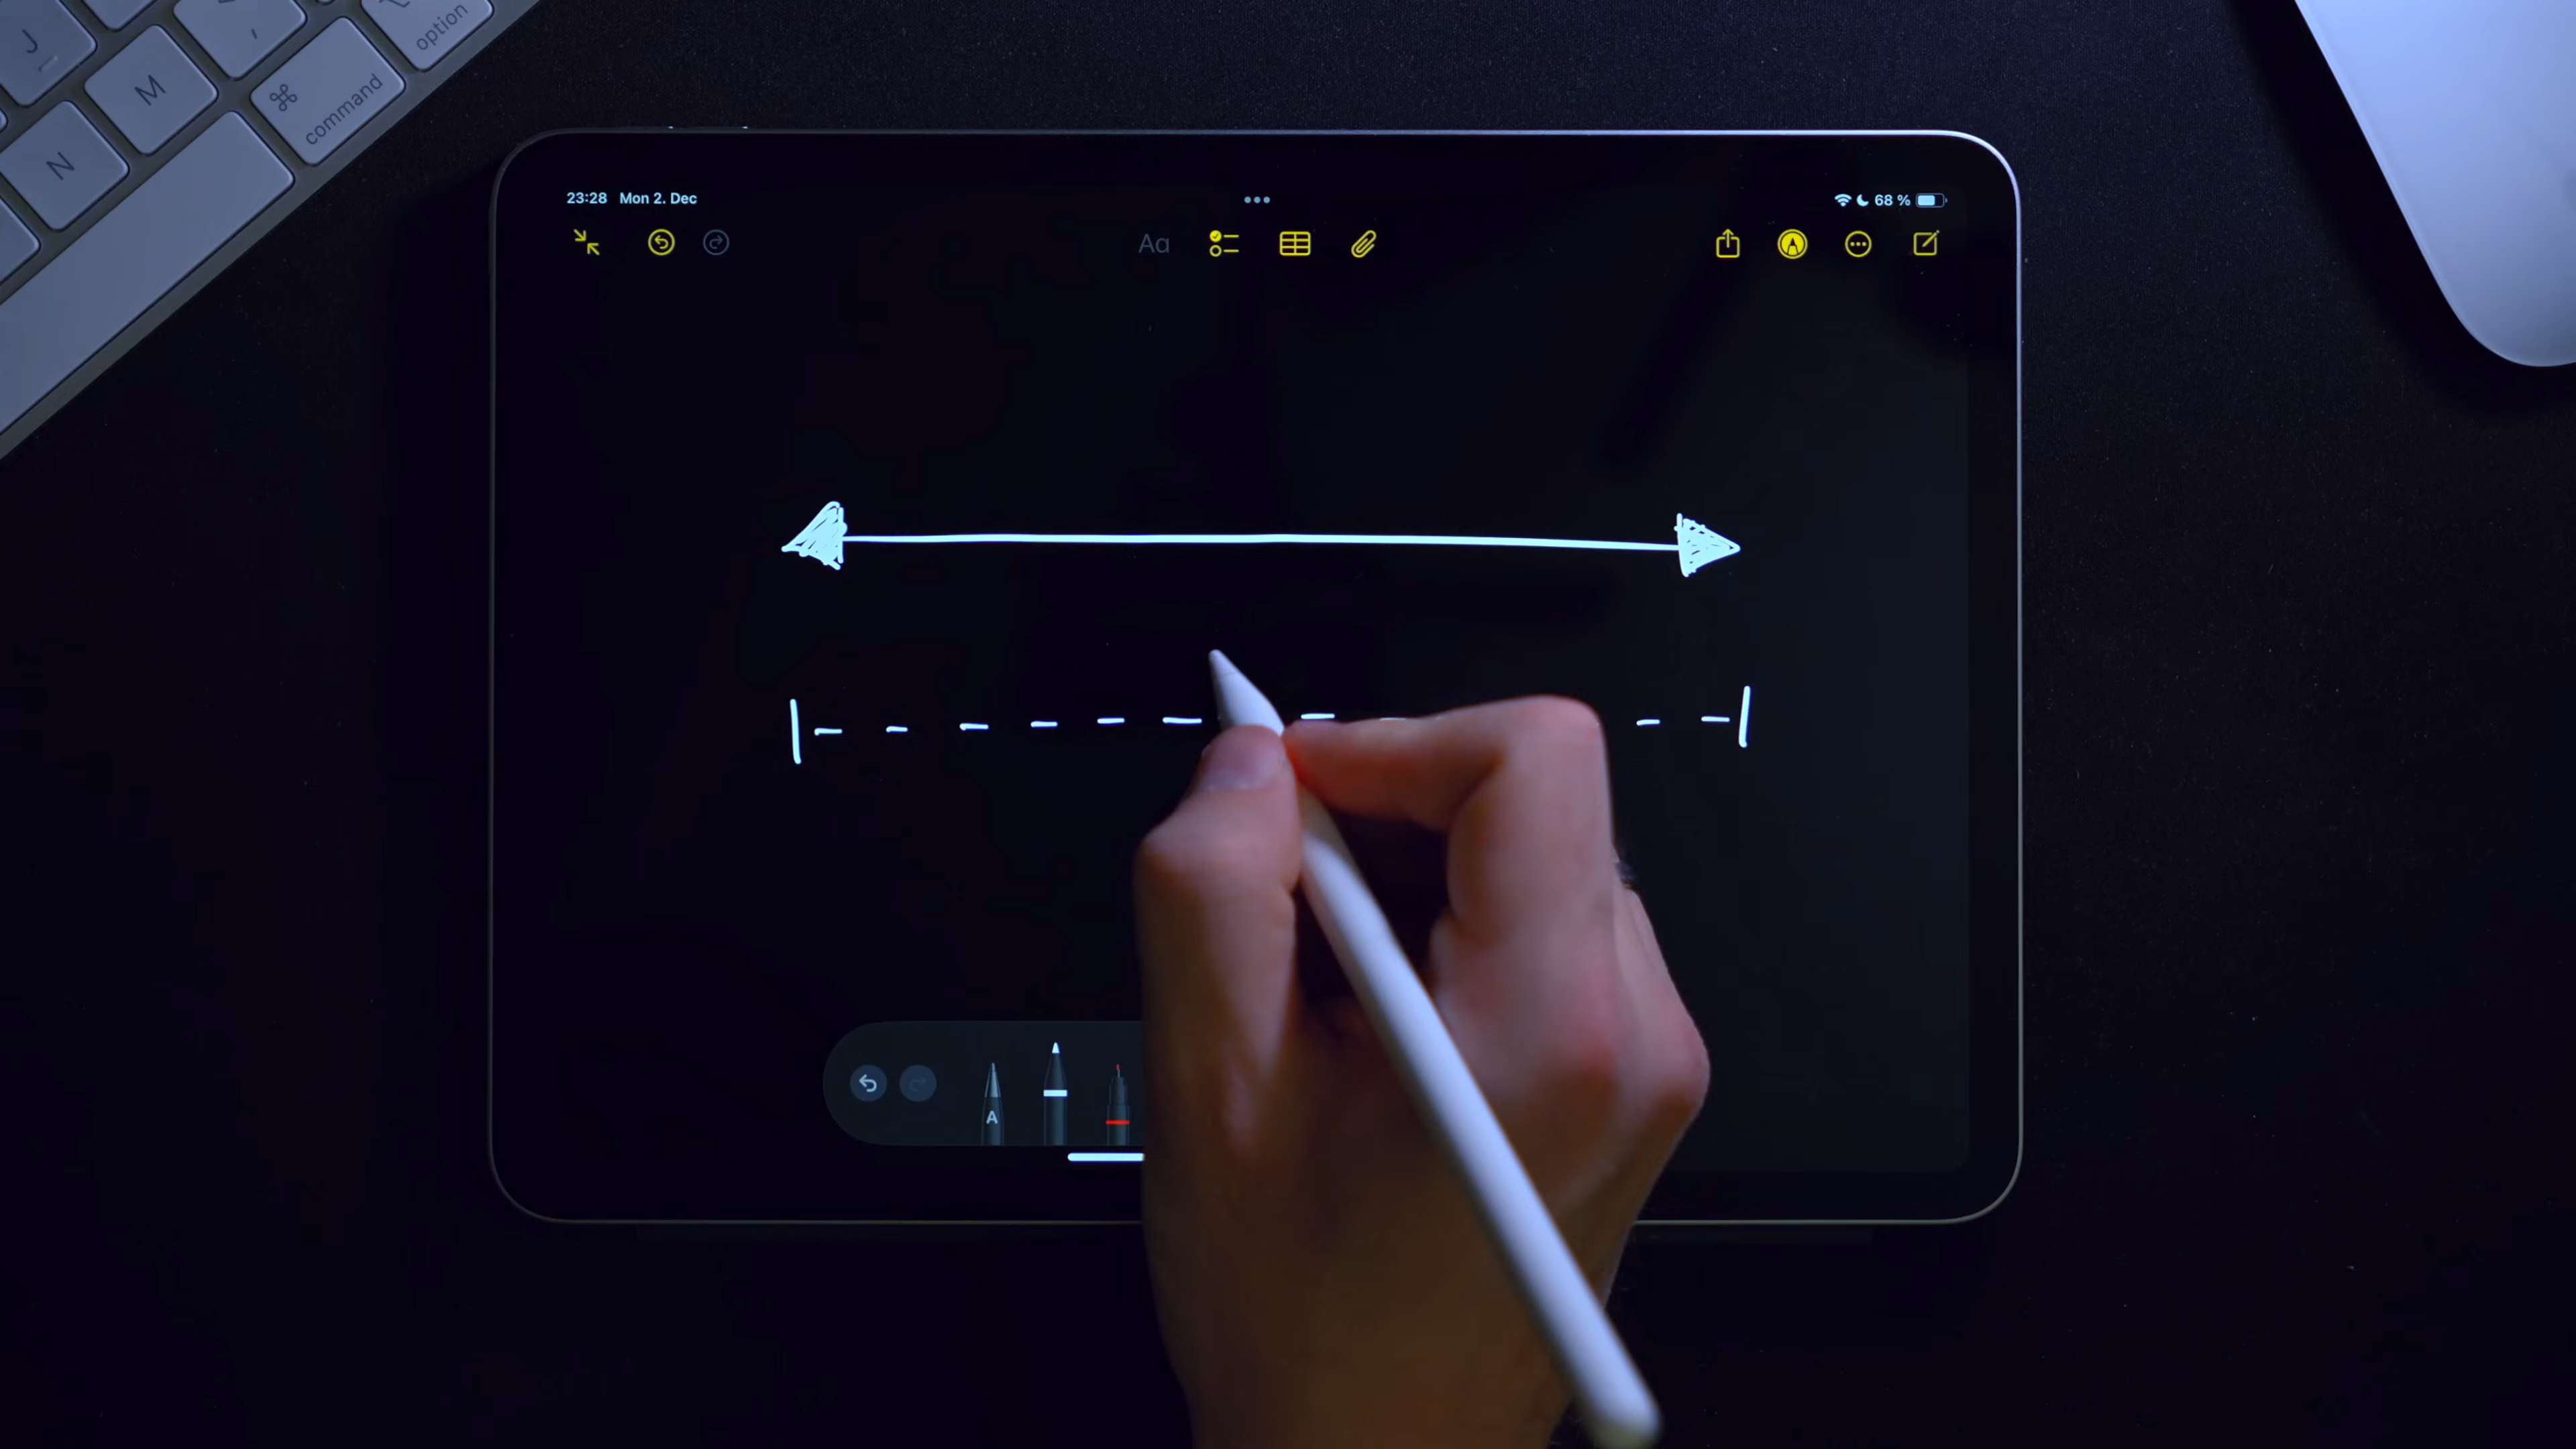 J
M
,
option
N
⌘
command
23:28 Mon 2. Dec
68 %
Aa
A